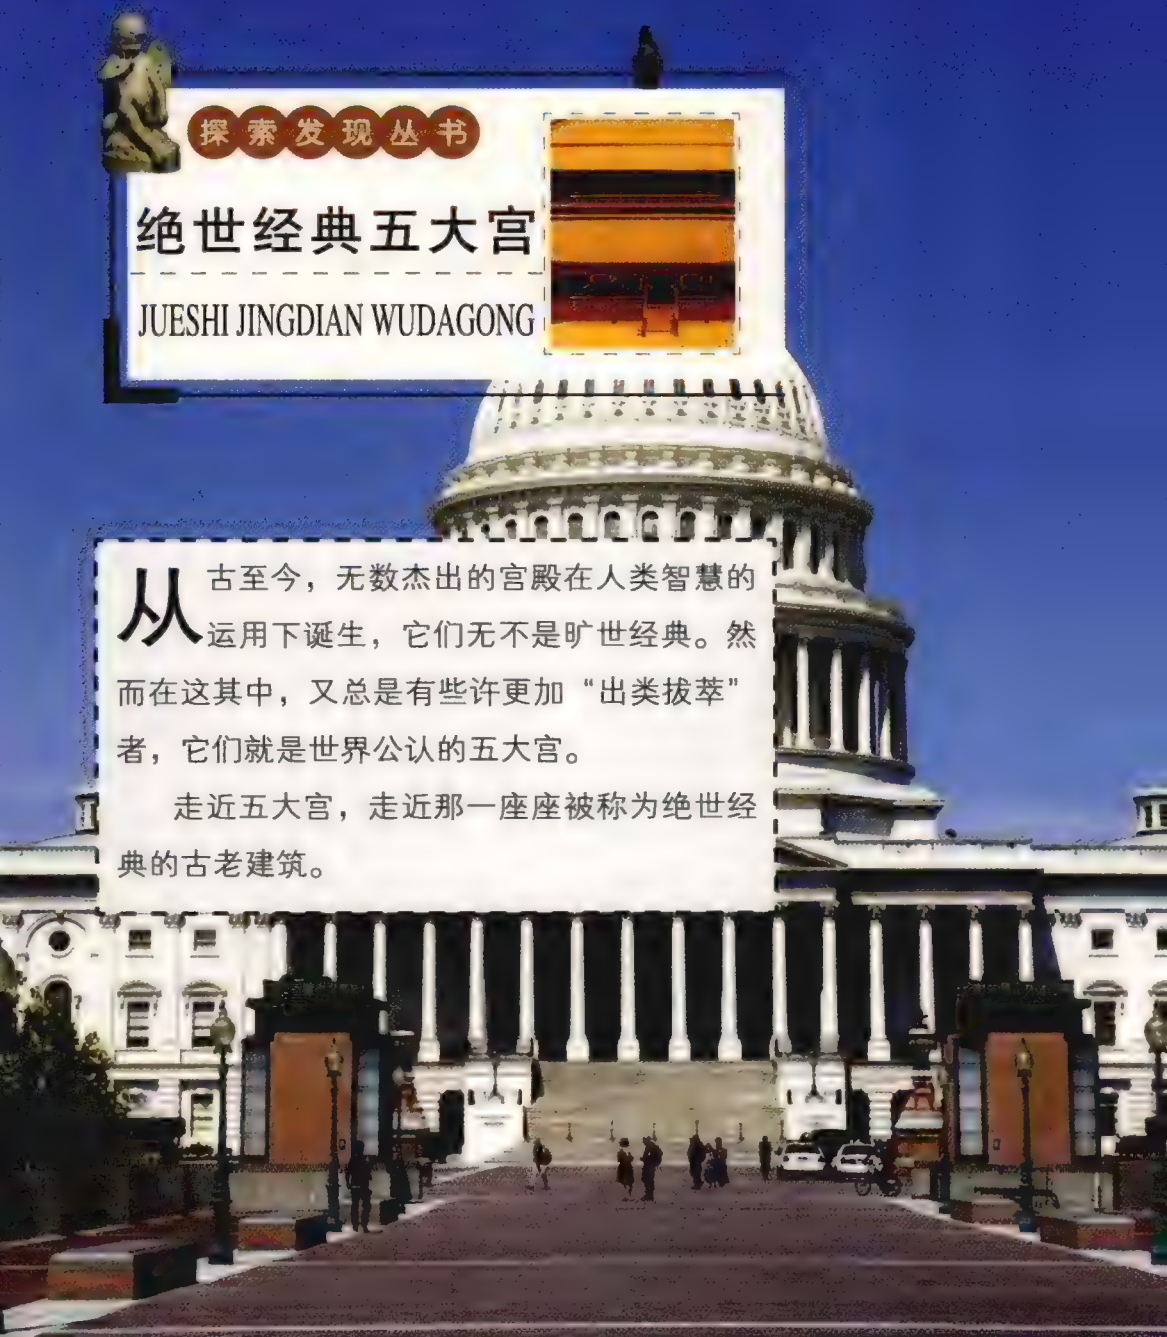 探索发现丛书
绝世经典五大宫
JUESHI JINGDIAN WUDAGONG
从古至今，无数杰出的宫殿在人类智慧的
运用下诞生，它们无不是旷世经典。然
而在这其中，又总是有些许更加“出类拔萃”
者，它们就是世界公认的五大宫。
走近五大宫，走近那一座座被称为绝世经
典的古老建筑。